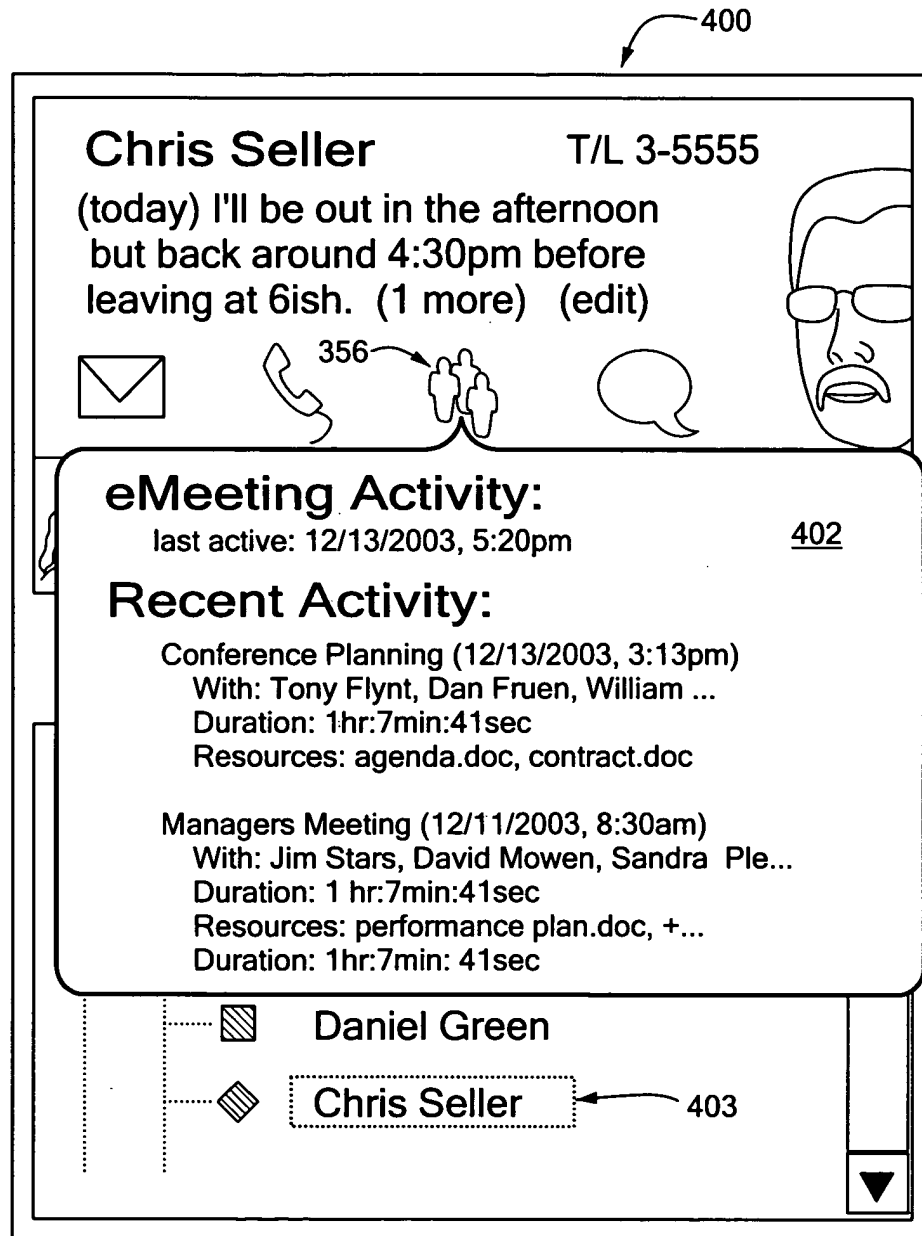 400
Chris Seller T/L 3-5555
(today) I'll be out in the afternoon
but back around 4:30pm before
leaving at 6ish. (1 more) (edit)
356
eMeeting Activity:
last active: 12/13/2003, 5:20pm 402
Recent Activity:
Conference Planning (12/13/2003, 3:13pm)
With: Tony Flynt, Dan Fruen, William ...
Duration: 1hr:7min:41sec
Resources: agenda.doc, contract.doc
Managers Meeting (12/11/2003, 8:30am)
With: Jim Stars, David Mowen, Sandra Ple...
Duration: 1 hr:7min:41sec
Resources: performance plan.doc, +...
Duration: 1hr:7min: 41sec
Daniel Green
Chris Seller 403